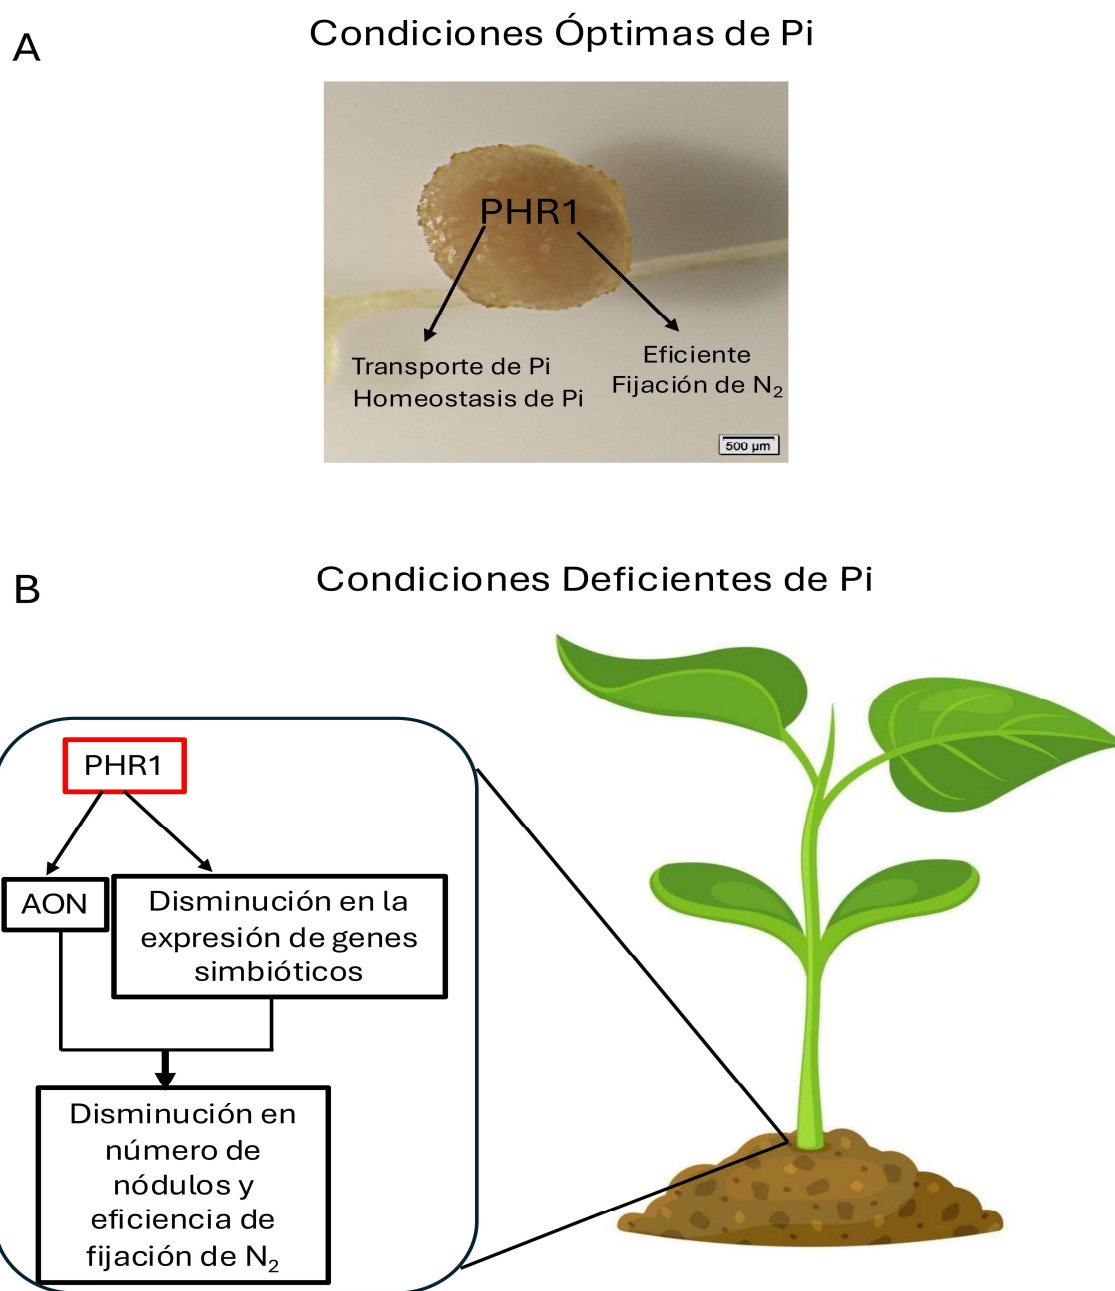 A
Condiciones Óptimas de Pi
PHR1
Transporte de Pi
Homeostasis de Pi
Eficiente
Fijación de N₂
500 µm
B
Condiciones Deficientes de Pi
PHR1
AON
Disminución en la
expresión de genes
simbióticos
Disminución en
número de
nódulos y
eficiencia de
fijación de N₂